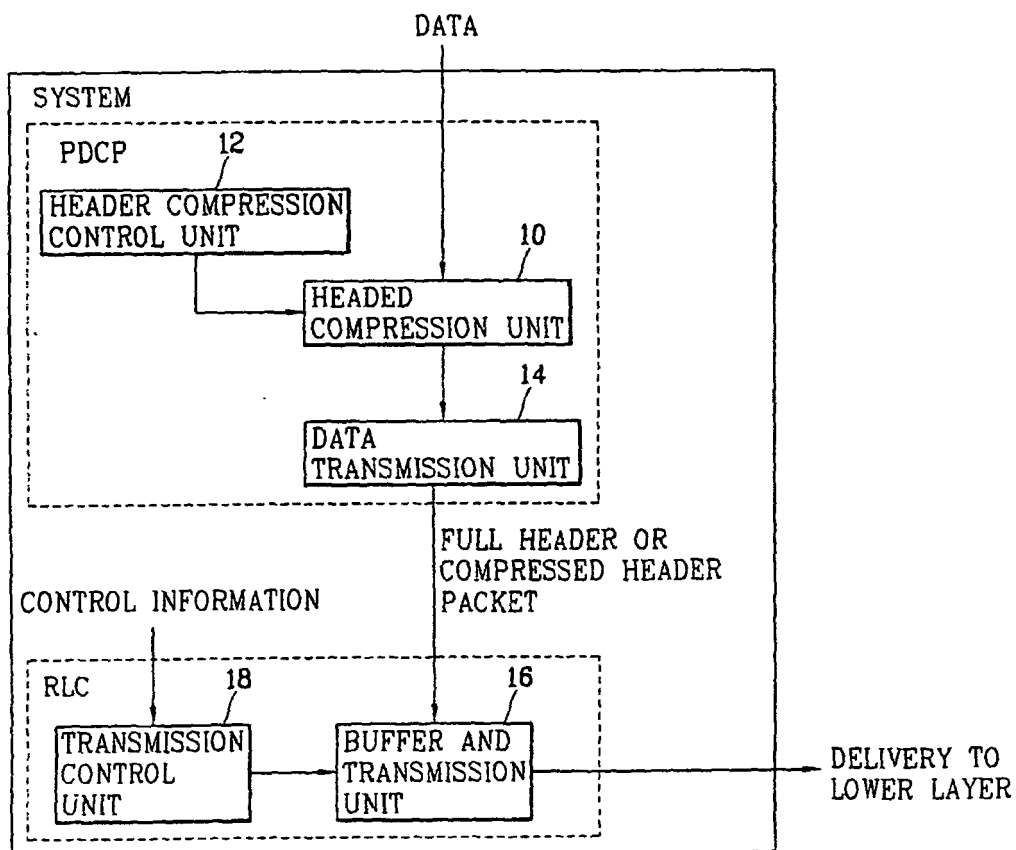 DATA
SYSTEM
PDCP
12
HEADER COMPRESSION
CONTROL UNIT
10
HEADED
COMPRESSION UNIT
14
DATA
TRANSMISSION UNIT
FULL HEADER OR
COMPRESSED HEADER
PACKET
CONTROL INFORMATION
RLC
18
TRANSMISSION
CONTROL
UNIT
16
BUFFER AND
TRANSMISSION
UNIT
DELIVERY TO
LOWER LAYER